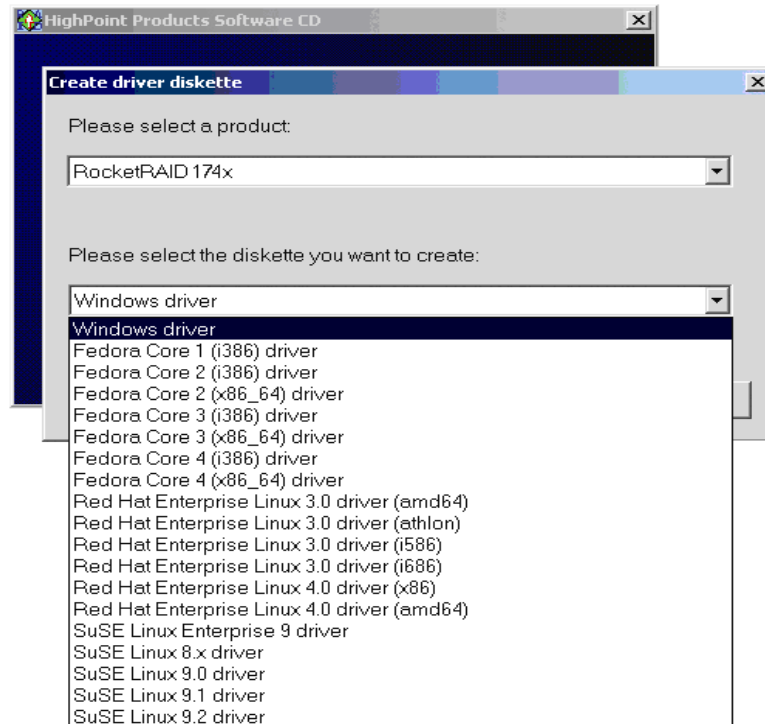 HighPoint Products Software CD
Create driver diskette
Please select a product:
RocketRAID 174x
Please select the diskette you want to create:
Windows driver
Windows driver
Fedora Core 1 (i386) driver
Fedora Core 2 (i386) driver
Fedora Core 2 (x86_64) driver
Fedora Core 3 (i386) driver
Fedora Core 3 (x86_64) driver
Fedora Core 4 (i386) driver
Fedora Core 4 (x86_64) driver
Red Hat Enterprise Linux 3.0 driver (amd64)
Red Hat Enterprise Linux 3.0 driver (athlon)
Red Hat Enterprise Linux 3.0 driver (i586)
Red Hat Enterprise Linux 3.0 driver (i686)
Red Hat Enterprise Linux 4.0 driver (x86)
Red Hat Enterprise Linux 4.0 driver (amd64)
SuSE Linux Enterprise 9 driver
SuSE Linux 8.x driver
SuSE Linux 9.0 driver
SuSE Linux 9.1 driver
SuSE Linux 9.2 driver